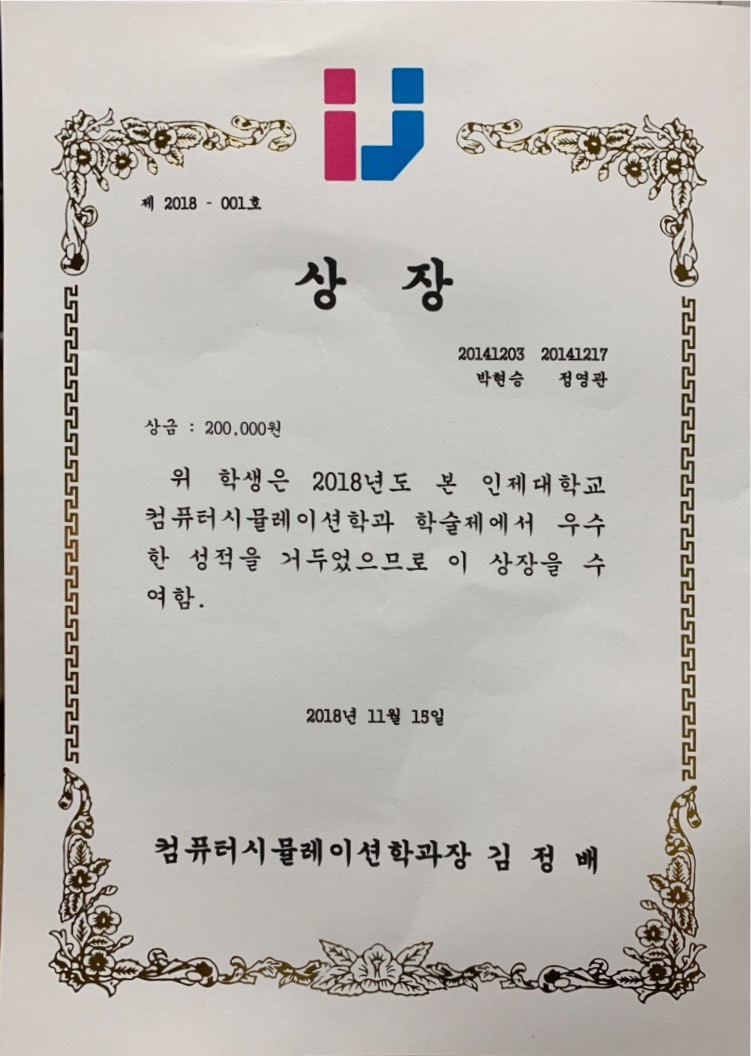 제 2018 - 001호
상 장
20141203 20141217
박현승 정영관
상금 : 200,000원
위 학생은 2018년도 본 인제대학교
컴퓨터시뮬레이션학과 학술제에서 우수
한 성적을 거두었으므로 이 상장을 수
여함.
2018년 11월 15일
컴퓨터시뮬레이션학과장 김 정 배